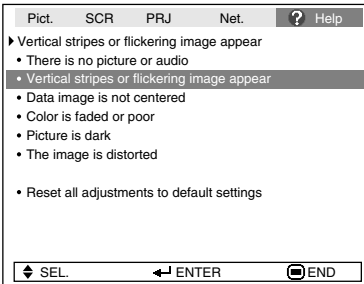 Pict. SCR PRJ Net. ? Help
Vertical stripes or flickering image appear
• There is no picture or audio
• Vertical stripes or flickering image appear
• Data image is not centered
• Color is faded or poor
• Picture is dark
• The image is distorted
• Reset all adjustments to default settings
SEL. ENTER END